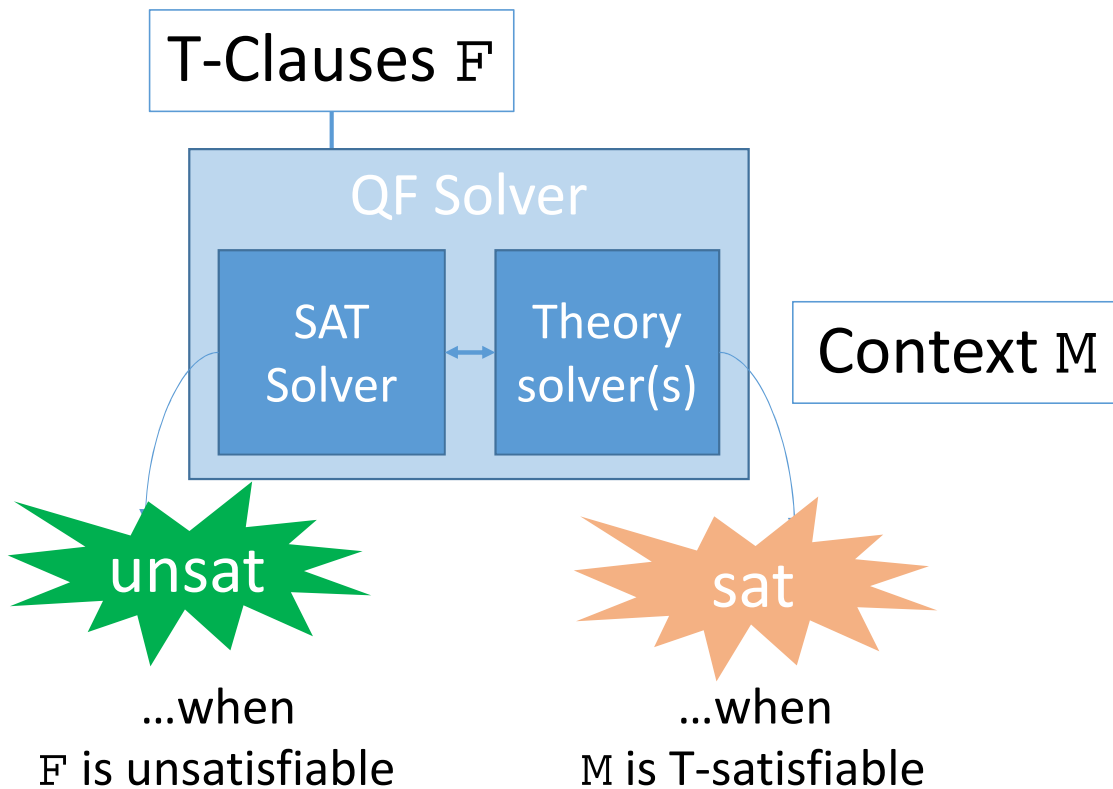 T-Clauses F
QF Solver
SAT
Solver
Theory
solver(s)
Context M
unsat
sat
...when
F is unsatisfiable
...when
M is T-satisfiable